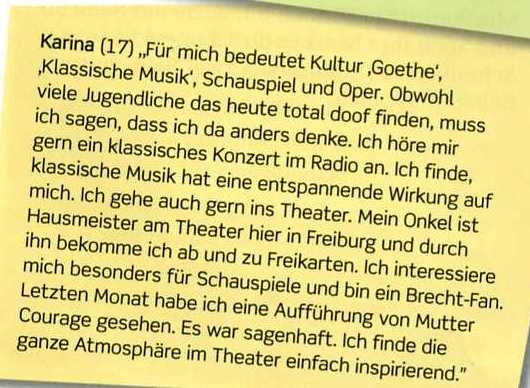 Karina (17) „Für mich bedeutet Kultur ‚Goethe‘,
‚Klassische Musik‘, Schauspiel und Oper. Obwohl
viele Jugendliche das heute total doof finden, muss
ich sagen, dass ich da anders denke. Ich höre mir
gern ein klassisches Konzert im Radio an. Ich finde,
klassische Musik hat eine entspannende Wirkung auf
mich. Ich gehe auch gern ins Theater. Mein Onkel ist
Hausmeister am Theater hier in Freiburg und durch
ihn bekomme ich ab und zu Freikarten. Ich interessiere
mich besonders für Schauspiele und bin ein Brecht-Fan.
Letzten Monat habe ich eine Aufführung von Mutter
Courage gesehen. Es war sagenhaft. Ich finde die
ganze Atmosphäre im Theater einfach inspirierend.”